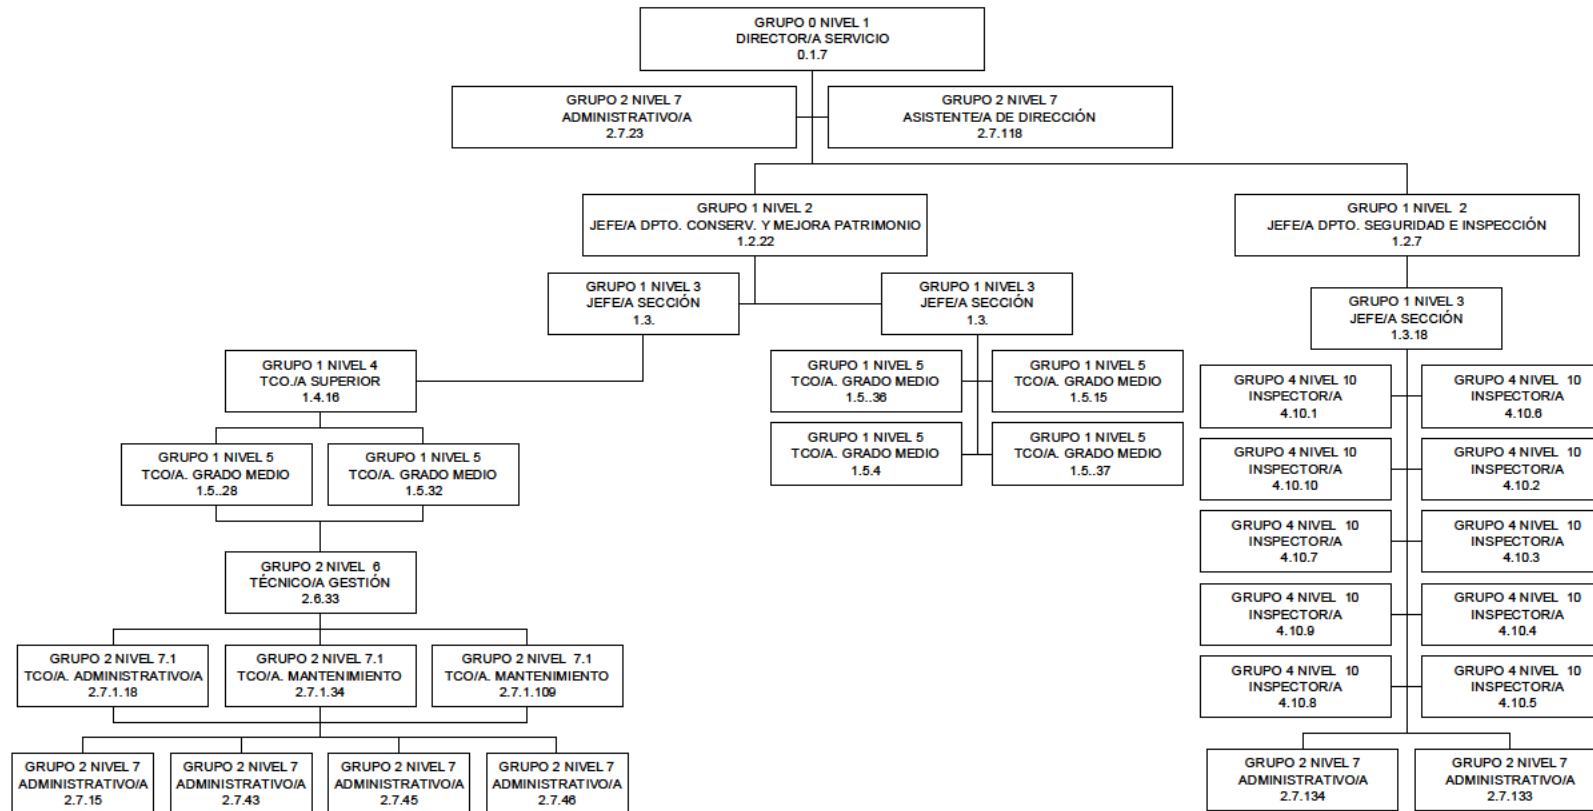 GRUPO 0 NIVEL 1
DIRECTOR/A SERVICIO
0.1.7
GRUPO 2 NIVEL 7
ADMINISTRATIVO/A
2.7.23
GRUPO 2 NIVEL 7
ASISTENTE/A DE DIRECCIÓN
2.7.118
GRUPO 1 NIVEL 2
JEFE/A DPTO. CONSERV. Y MEJORA PATRIMONIO
1.2.22
GRUPO 1 NIVEL 2
JEFE/A DPTO. SEGURIDAD E INSPECCIÓN
1.2.7
GRUPO 1 NIVEL 3
JEFE/A SECCIÓN
1.3.
GRUPO 1 NIVEL 3
JEFE/A SECCIÓN
1.3.
GRUPO 1 NIVEL 3
JEFE/A SECCIÓN
1.3.18
GRUPO 1 NIVEL 4
TCO./A SUPERIOR
1.4.16
GRUPO 1 NIVEL 5
TCO/A. GRADO MEDIO
1.5..36
GRUPO 1 NIVEL 5
TCO/A. GRADO MEDIO
1.5.15
GRUPO 1 NIVEL 5
TCO/A. GRADO MEDIO
1.5.4
GRUPO 1 NIVEL 5
TCO/A. GRADO MEDIO
1.5..37
GRUPO 1 NIVEL 5
TCO/A. GRADO MEDIO
1.5..28
GRUPO 1 NIVEL 5
TCO/A. GRADO MEDIO
1.5.32
GRUPO 2 NIVEL 6
TÉCNICO/A GESTIÓN
2.6.33
GRUPO 2 NIVEL 7.1
TCO/A. ADMINISTRATIVO/A
2.7.1.18
GRUPO 2 NIVEL 7.1
TCO/A. MANTENIMIENTO
2.7.1.34
GRUPO 2 NIVEL 7.1
TCO/A. MANTENIMIENTO
2.7.1.109
GRUPO 2 NIVEL 7
ADMINISTRATIVO/A
2.7.15
GRUPO 2 NIVEL 7
ADMINISTRATIVO/A
2.7.43
GRUPO 2 NIVEL 7
ADMINISTRATIVO/A
2.7.45
GRUPO 2 NIVEL 7
ADMINISTRATIVO/A
2.7.46
GRUPO 4 NIVEL 10
INSPECTOR/A
4.10.1
GRUPO 4 NIVEL 10
INSPECTOR/A
4.10.6
GRUPO 4 NIVEL 10
INSPECTOR/A
4.10.10
GRUPO 4 NIVEL 10
INSPECTOR/A
4.10.2
GRUPO 4 NIVEL 10
INSPECTOR/A
4.10.7
GRUPO 4 NIVEL 10
INSPECTOR/A
4.10.3
GRUPO 4 NIVEL 10
INSPECTOR/A
4.10.9
GRUPO 4 NIVEL 10
INSPECTOR/A
4.10.4
GRUPO 4 NIVEL 10
INSPECTOR/A
4.10.8
GRUPO 4 NIVEL 10
INSPECTOR/A
4.10.5
GRUPO 2 NIVEL 7
ADMINISTRATIVO/A
2.7.134
GRUPO 2 NIVEL 7
ADMINISTRATIVO/A
2.7.133